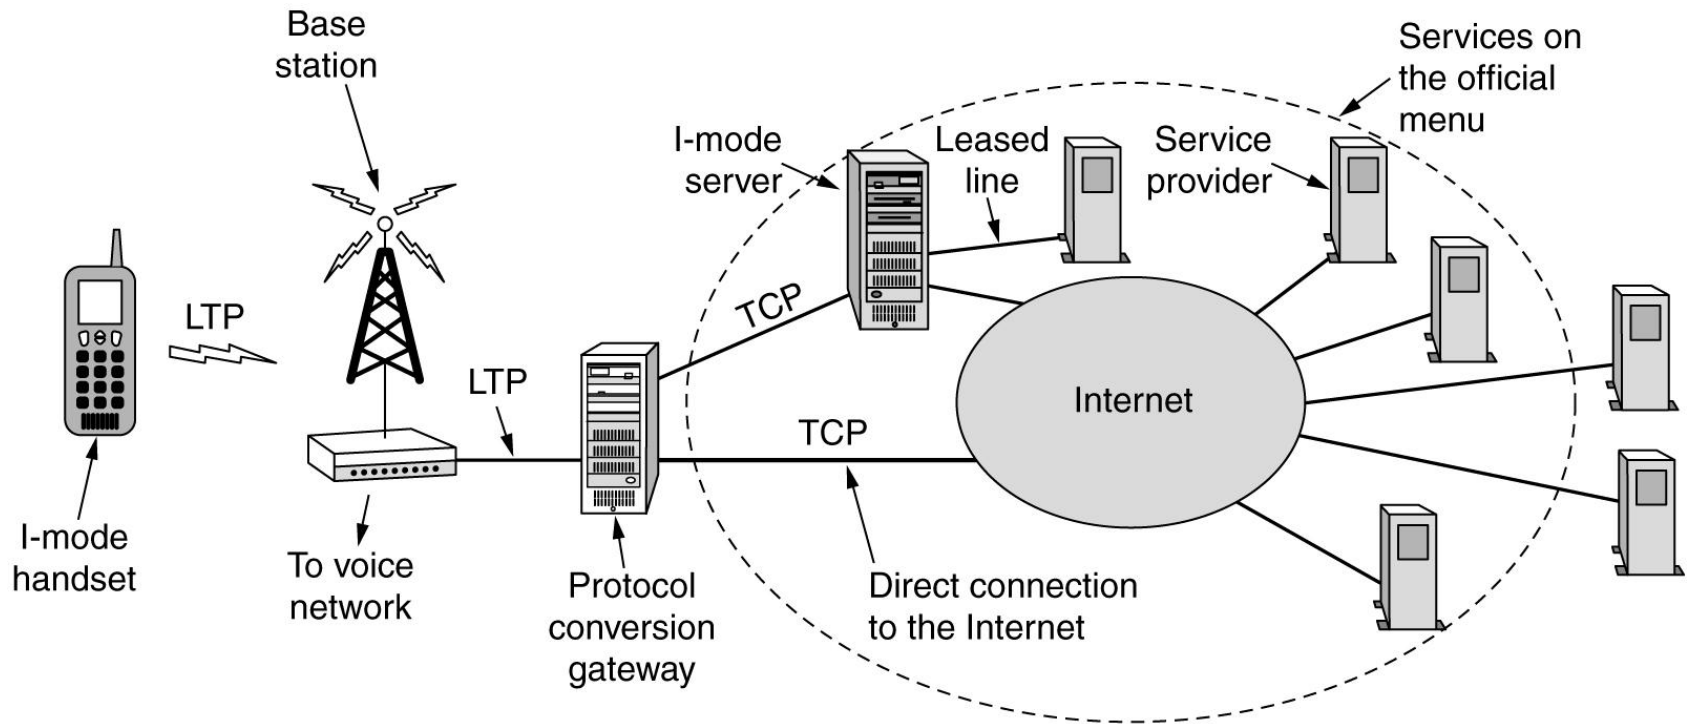 Base
station
Services on
the official
menu
I-mode
server
Leased
line
Service
provider
LTP
TCP
LTP
Internet
TCP
I-mode
handset
To voice
network
Protocol
conversion
gateway
Direct connection
to the Internet